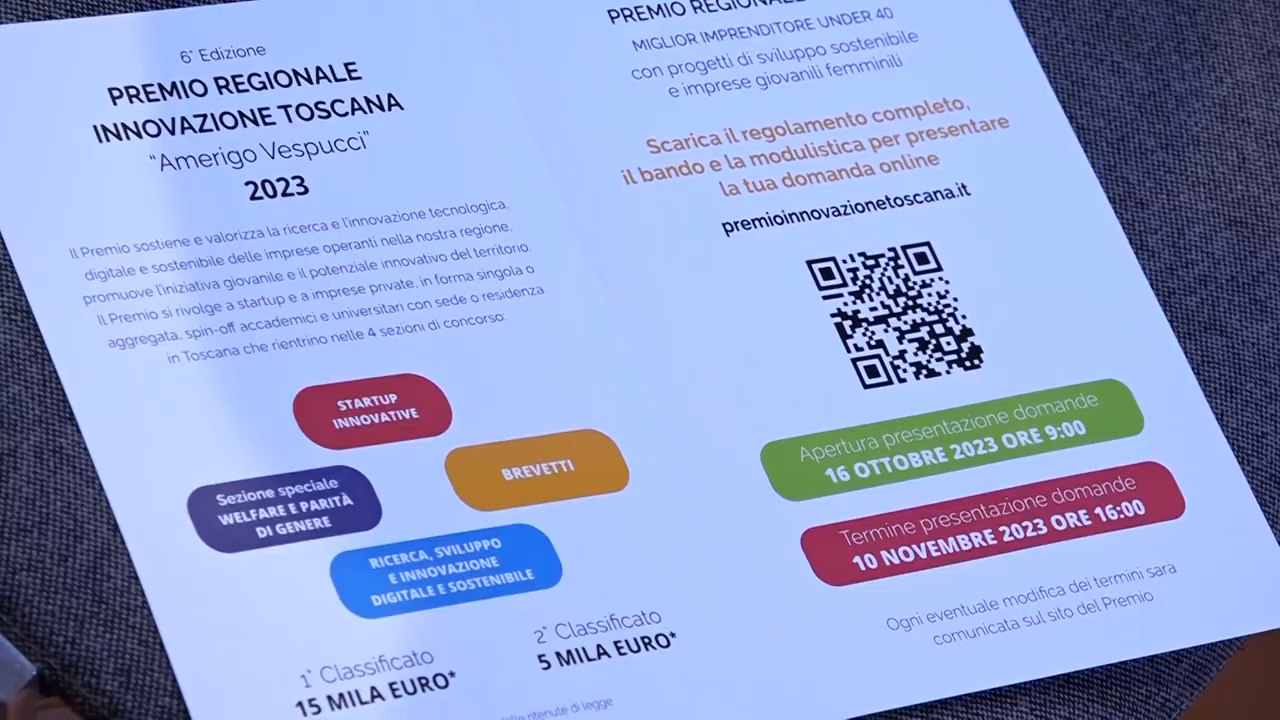 6° Edizione
PREMIO REGIONALE
INNOVAZIONE TOSCANA
"Amerigo Vespucci"
2023
Il Premio sostiene e valorizza la ricerca e l'innovazione tecnologica,
digitale e sostenibile delle imprese operanti nella nostra regione,
promuove l'iniziativa giovanile e il potenziale innovativo del territorio.
Il Premio si rivolge a startup e a imprese private, in forma singola o
aggregata, spin-off accademici e universitari con sede o residenza
in Toscana che rientrino nelle 4 sezioni di concorso:
STARTUP
INNOVATIVE
BREVETTI
Sezione speciale
WELFARE E PARITÀ
DI GENERE
RICERCA, SVILUPPO
E INNOVAZIONE
DIGITALE E SOSTENIBILE
1° Classificato
15 MILA EURO*
2° Classificato
5 MILA EURO*
ritenute di legge
PREMIO REGIONALE
MIGLIOR IMPRENDITORE UNDER 40
con progetti di sviluppo sostenibile
e imprese giovanili femminili
Scarica il regolamento completo,
il bando e la modulistica per presentare
la tua domanda online
premioinnovazionetoscana.it
Apertura presentazione domande
16 OTTOBRE 2023 ORE 9:00
Termine presentazione domande
10 NOVEMBRE 2023 ORE 16:00
Ogni eventuale modifica dei termini sarà
comunicata sul sito del Premio